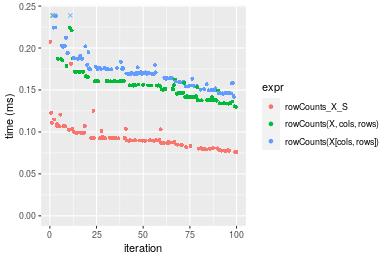 0.25
0.20
0.15
0.10
0.05
0.00
time (ms)
0 25 50 75 100
iteration
expr
rowCounts_X_S
rowCounts(X, cols, rows)
rowCounts(X[cols, rows])